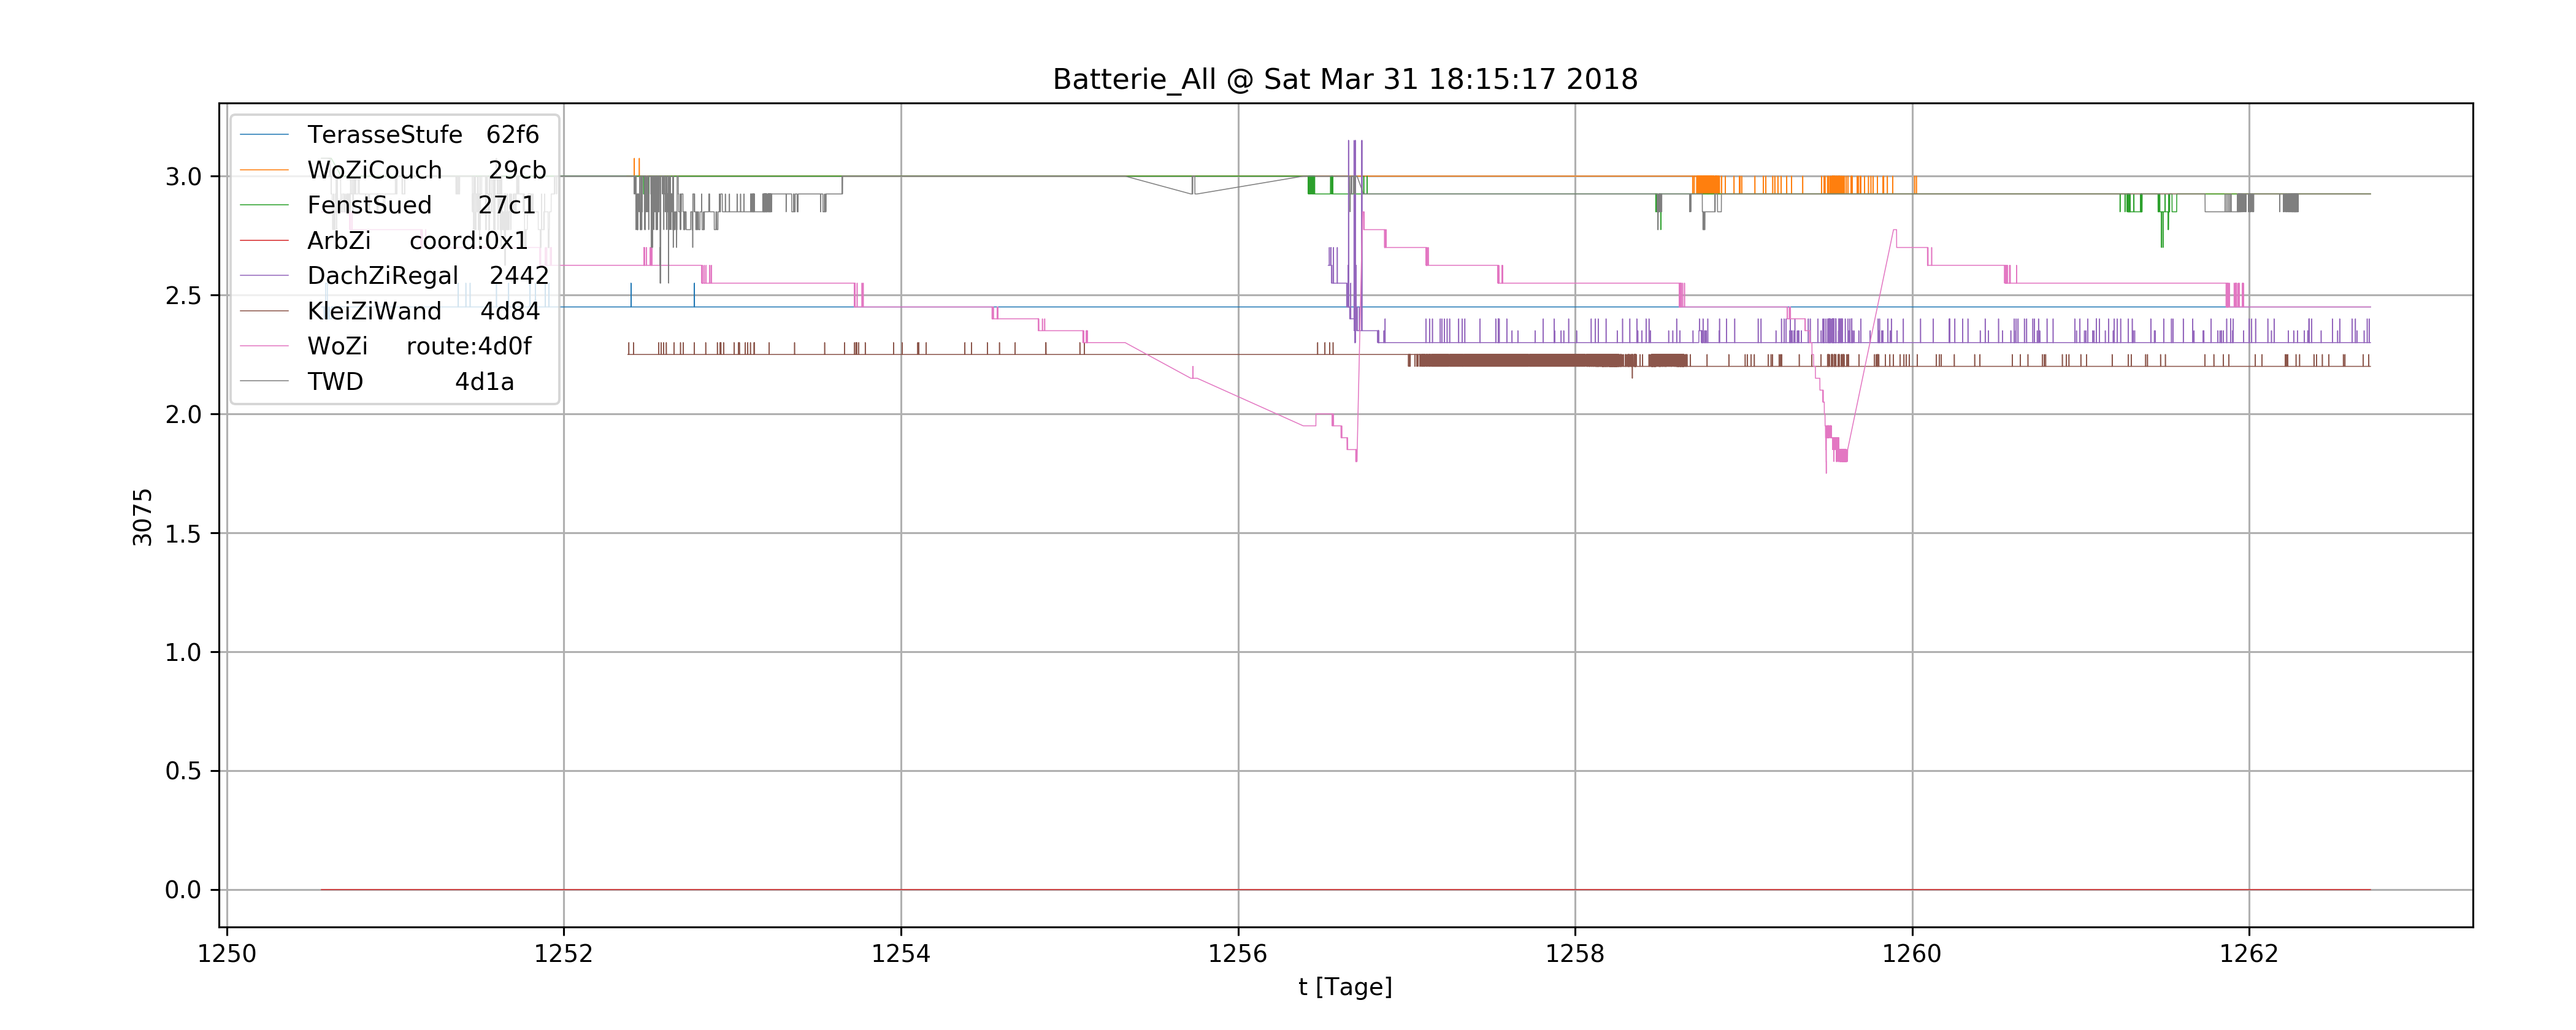 Batterie_All @ Sat Mar 31 18:15:17 2018
TerasseStufe 62f6
WoZiCouch 29cb
FenstSued 27c1
ArbZi coord:0x1
DachZiRegal 2442
KleiZiWand 4d84
WoZi route:4d0f
TWD 4d1a
3.0
2.5
2.0
1.5
1.0
0.5
0.0
3075
1250 1252 1254 1256 1258 1260 1262
t [Tage]